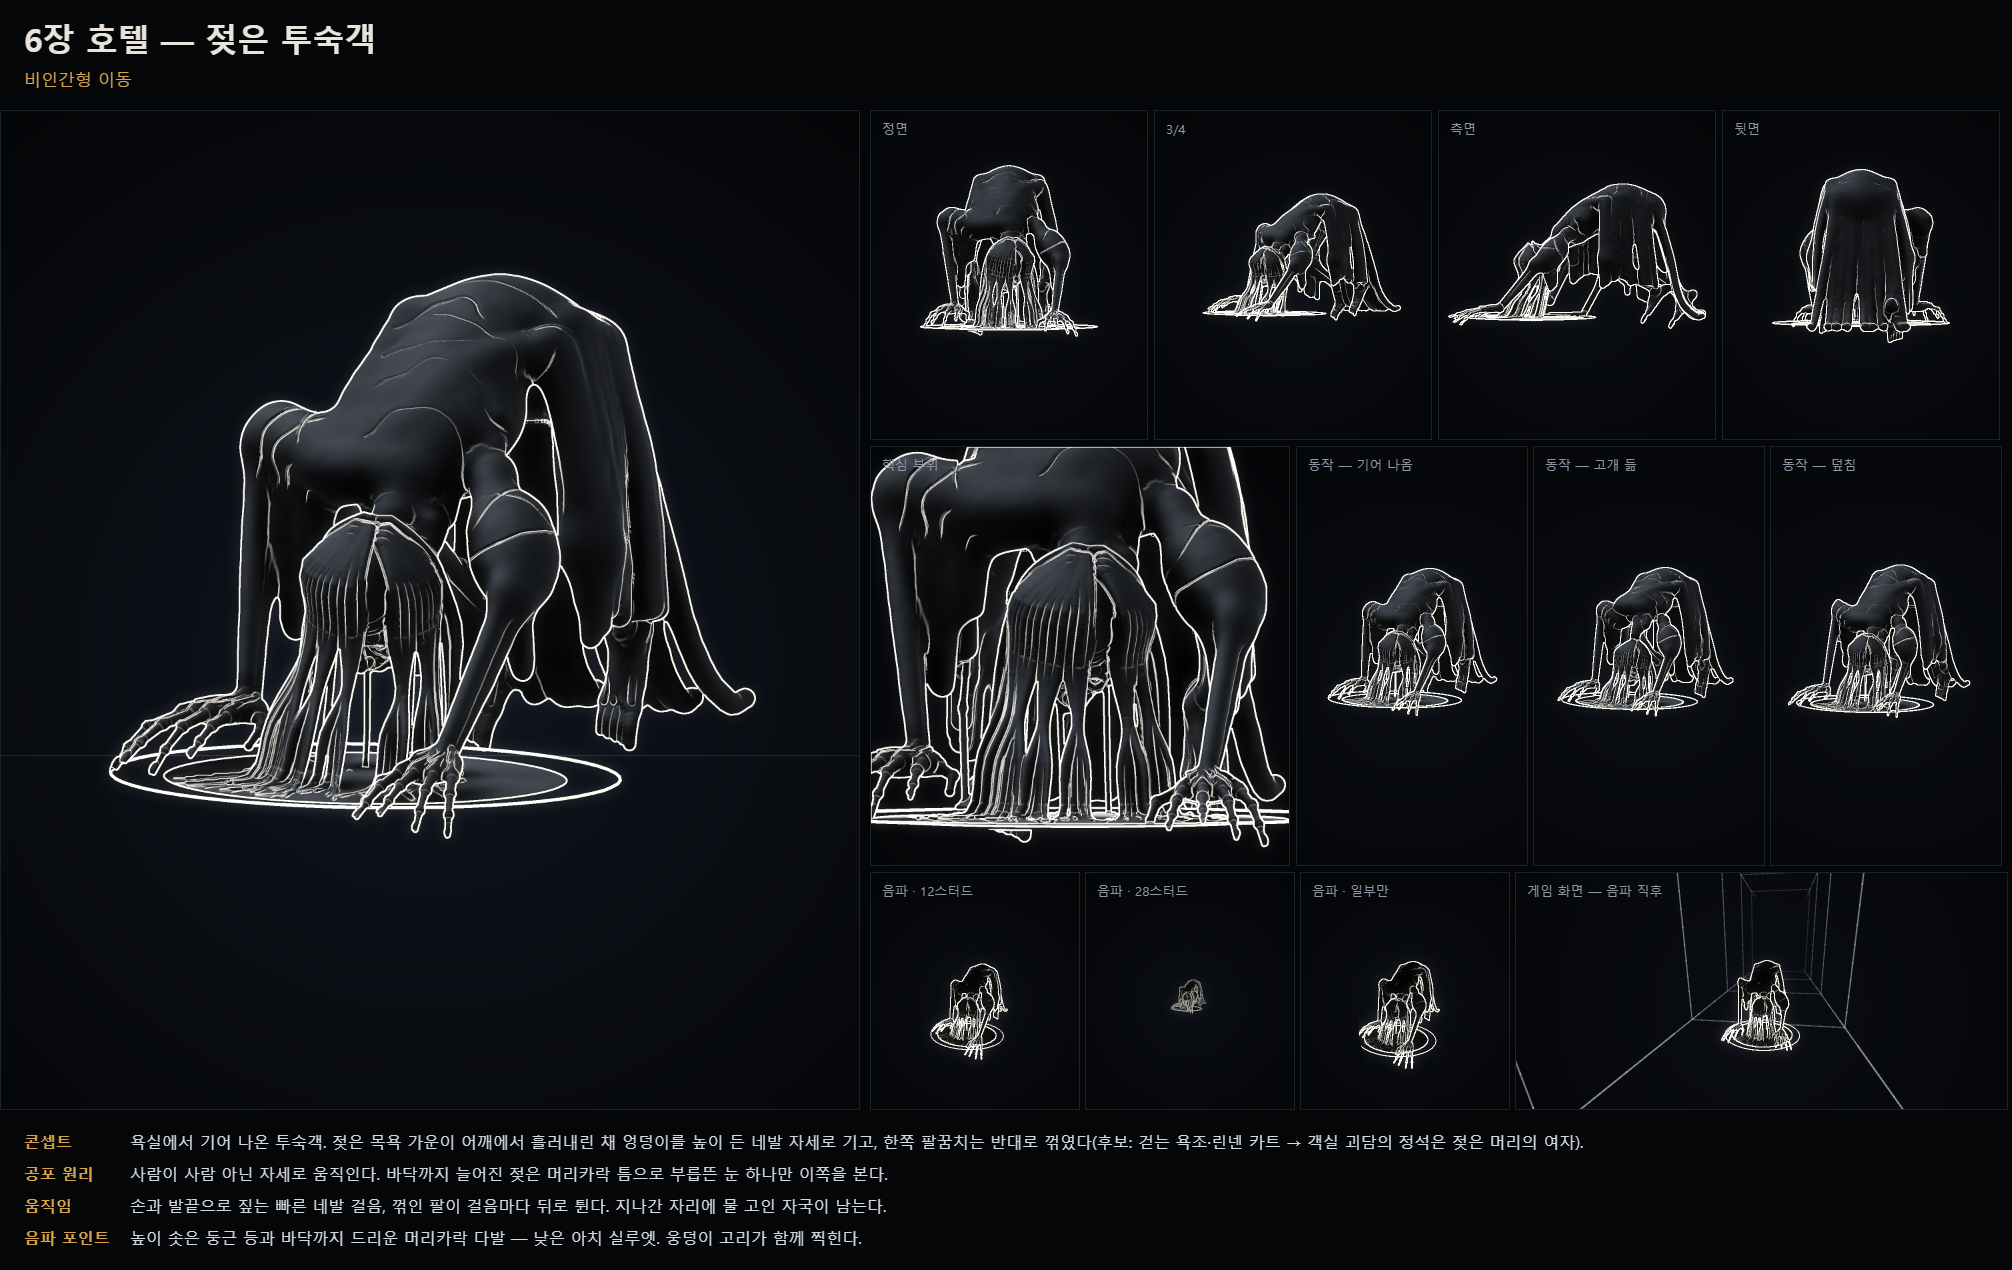 6장 호텔 — 젖은 투숙객
비인간형 이동
정면
3/4
측면
뒷면
핵심 부위
동작 — 기어 나옴
동작 — 고개 듦
동작 — 덮침
음파 · 12스터드
음파 · 28스터드
음파 · 일부만
게임 화면 — 음파 직후
콘셉트 욕실에서 기어 나온 투숙객. 젖은 목욕 가운이 어깨에서 흘러내린 채 엉덩이를 높이 든 네발 자세로 기고, 한쪽 팔꿈치는 반대로 꺾였다(후보: 걷는 욕조·린넨 카트 → 객실 괴담의 정석은 젖은 머리의 여자).
공포 원리 사람이 사람 아닌 자세로 움직인다. 바닥까지 늘어진 젖은 머리카락 틈으로 부릅뜬 눈 하나만 이쪽을 본다.
움직임 손과 발끝으로 짚는 빠른 네발 걸음, 꺾인 팔이 걸음마다 뒤로 튄다. 지나간 자리에 물 고인 자국이 남는다.
음파 포인트 높이 솟은 둥근 등과 바닥까지 드리운 머리카락 다발 — 낮은 아치 실루엣. 웅덩이 고리가 함께 찍힌다.